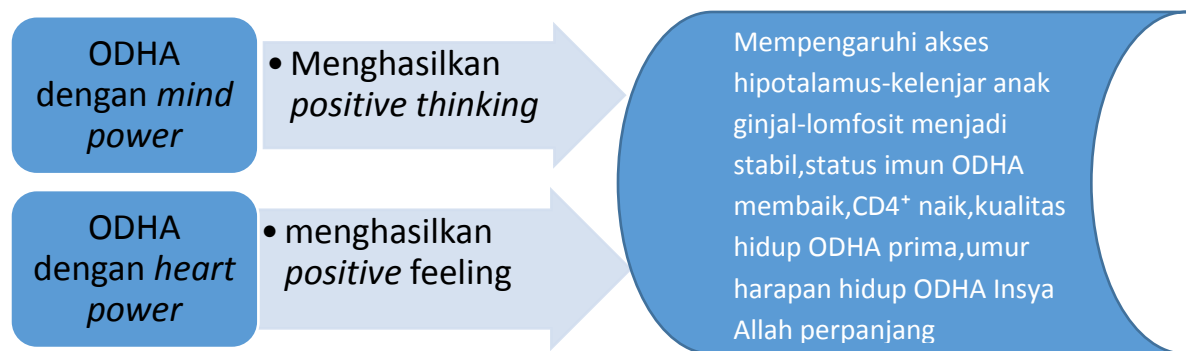 ODHA
dengan mind
power
• Menghasilkan
positive thinking
ODHA
dengan heart
power
• menghasilkan
positive feeling
Mempengaruhi akses
hipotalamus-kelenjar anak
ginjal-lomfosit menjadi
stabil,status imun ODHA
membaik,CD4⁺ naik,kualitas
hidup ODHA prima,umur
harapan hidup ODHA Insya
Allah perpanjang